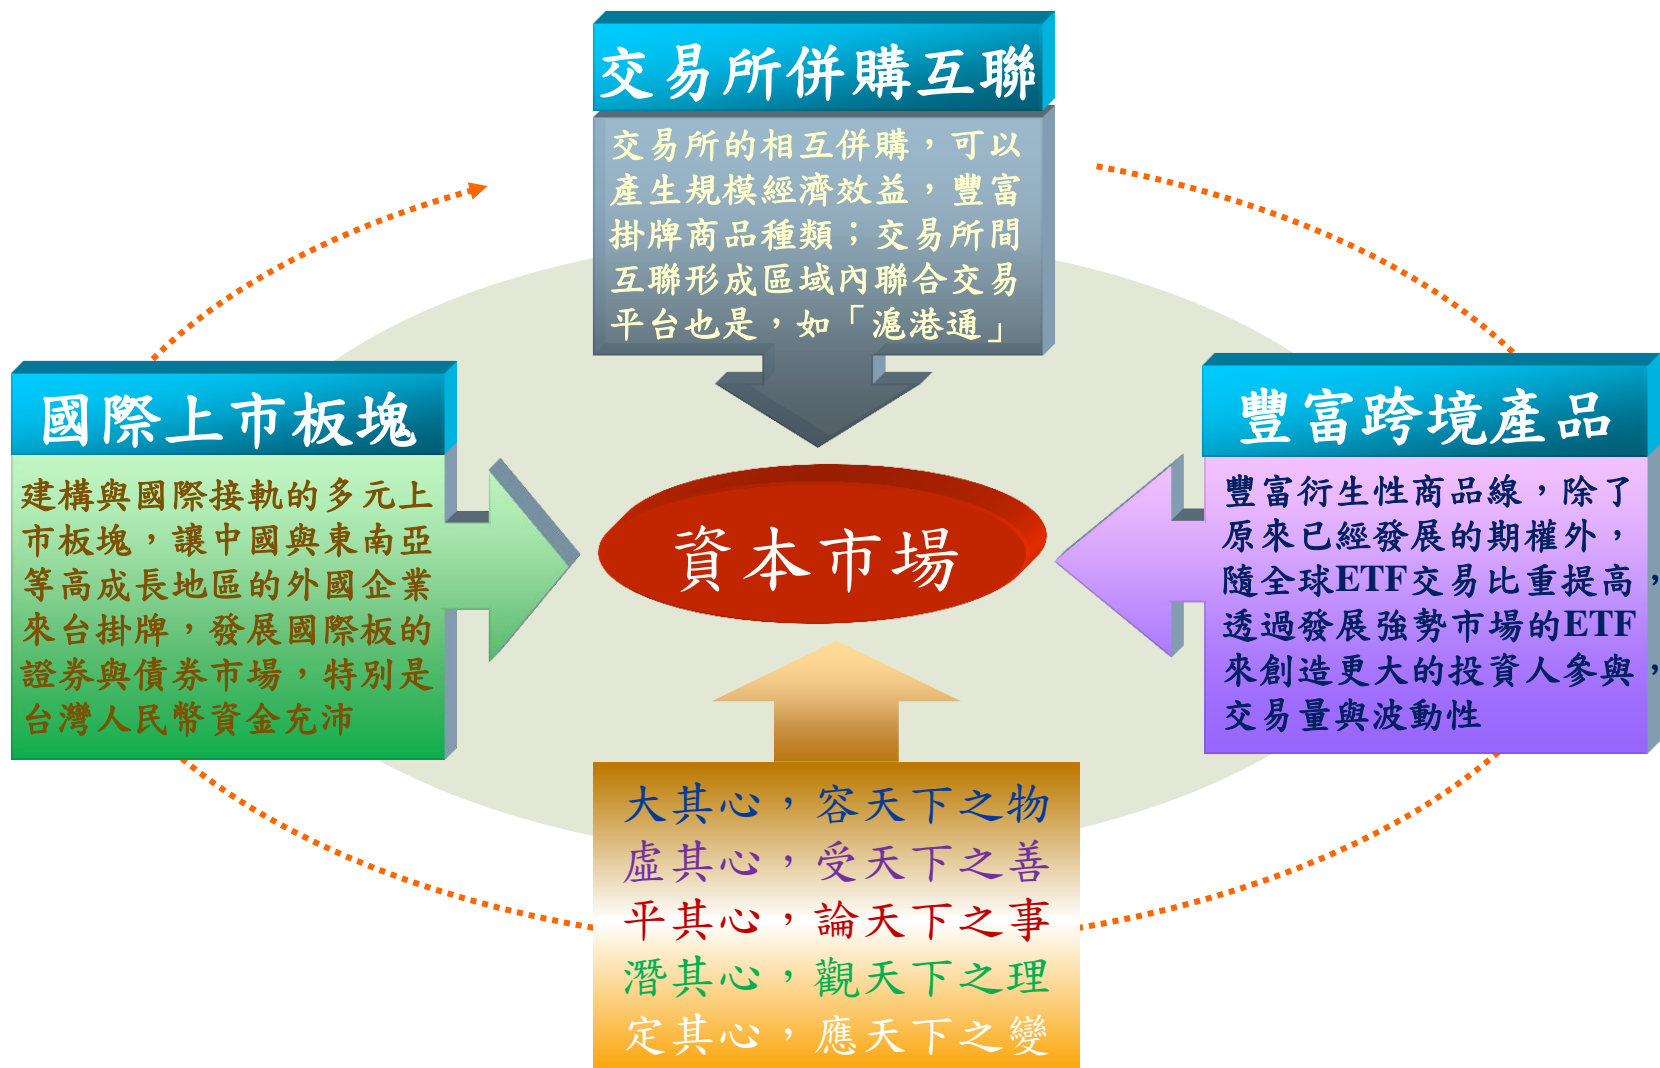 交易所併購互聯
交易所的相互併購，可以
產生規模經濟效益，豐富
掛牌商品種類；交易所間
互聯形成區域內聯合交易
平台也是，如「滬港通」
國際上市板塊
建構與國際接軌的多元上
市板塊，讓中國與東南亞
等高成長地區的外國企業
來台掛牌，發展國際板的
證券與債券市場，特別是
台灣人民幣資金充沛
資本市場
豐富跨境產品
豐富衍生性商品線，除了
原來已經發展的期權外，
隨全球ETF交易比重提高，
透過發展強勢市場的ETF
來創造更大的投資人參與，
交易量與波動性
大其心，容天下之物
虛其心，受天下之善
平其心，論天下之事
潛其心，觀天下之理
定其心，應天下之變